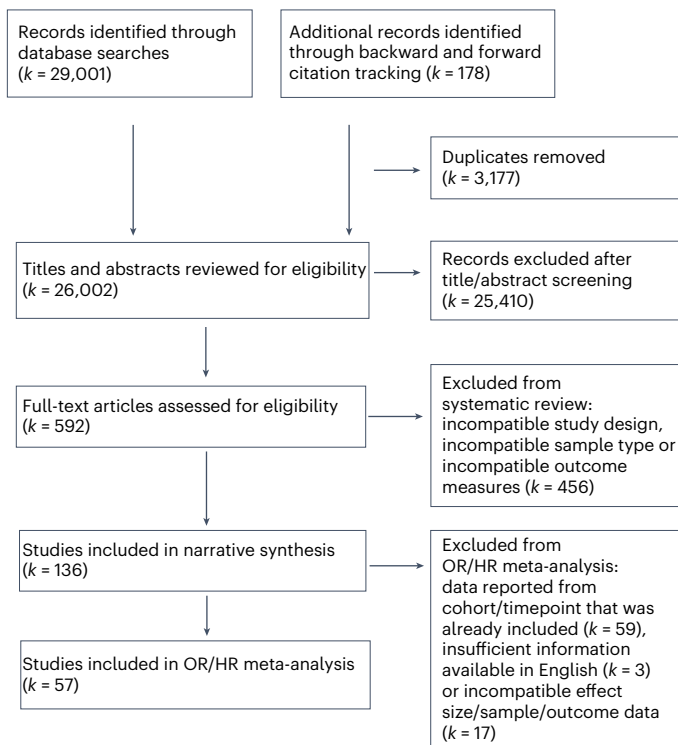 Records identified through
database searches
(k = 29,001)
Additional records identified
through backward and forward
citation tracking (k = 178)
Duplicates removed
(k = 3,177)
Titles and abstracts reviewed for eligibility
(k = 26,002)
Records excluded after
title/abstract screening
(k = 25,410)
Full-text articles assessed for eligibility
(k = 592)
Excluded from
systematic review:
incompatible study design,
incompatible sample type or
incompatible outcome
measures (k = 456)
Studies included in narrative synthesis
(k = 136)
Excluded from
OR/HR meta-analysis:
data reported from
cohort/timepoint that was
already included (k = 59),
insufficient information
available in English (k = 3)
or incompatible effect
size/sample/outcome data
(k = 17)
Studies included in OR/HR meta-analysis
(k = 57)